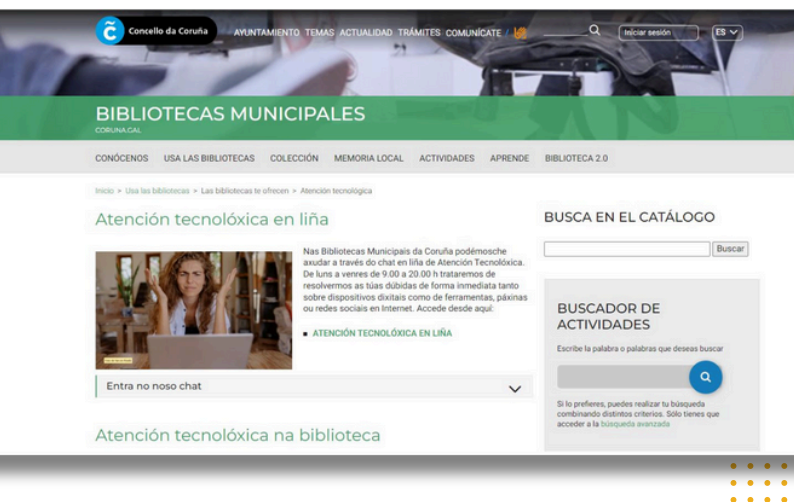 Concello da Coruña
AYUNTAMIENTO TEMAS ACTUALIDAD TRÁMITES COMUNÍCATE /
Iniciar sesión
ES
BIBLIOTECAS MUNICIPALES
CORUNA.GAL
CONÓCENOS USA LAS BIBLIOTECAS COLECCIÓN MEMORIA LOCAL ACTIVIDADES APRENDE BIBLIOTECA 2.0
Inicio > Usa las bibliotecas > Las bibliotecas te ofrecen > Atención tecnológica
Atención tecnolóxica en liña
Nas Bibliotecas Municipais da Coruña podémosche
axudar a través do chat en liña de Atención Tecnolóxica.
De luns a venres de 9.00 a 20.00 h trataremos de
resolvermos as túas dúbidas de forma inmediata tanto
sobre dispositivos dixitais como de ferramentas, páxinas
ou redes sociais en Internet. Accede desde aquí:
ATENCIÓN TECNOLÓXICA EN LIÑA
Entra no noso chat
Atención tecnolóxica na biblioteca
BUSCA EN EL CATÁLOGO
Buscar
BUSCADOR DE
ACTIVIDADES
Escribe la palabra o palabras que deseas buscar
Si lo prefieres, puedes realizar tu búsqueda
combinando distintos criterios. Sólo tienes que
acceder a la búsqueda avanzada